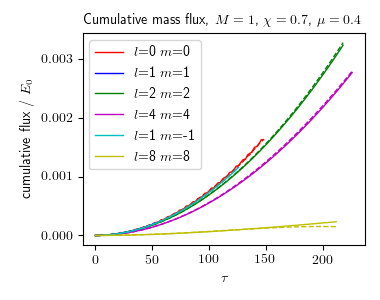 Cumulative mass flux, M = 1, χ = 0.7, μ = 0.4
cumulative flux / E₀
0.003
0.002
0.001
0.000
l=0 m=0
l=1 m=1
l=2 m=2
l=4 m=4
l=1 m=-1
l=8 m=8
0 50 100 150 200
τ